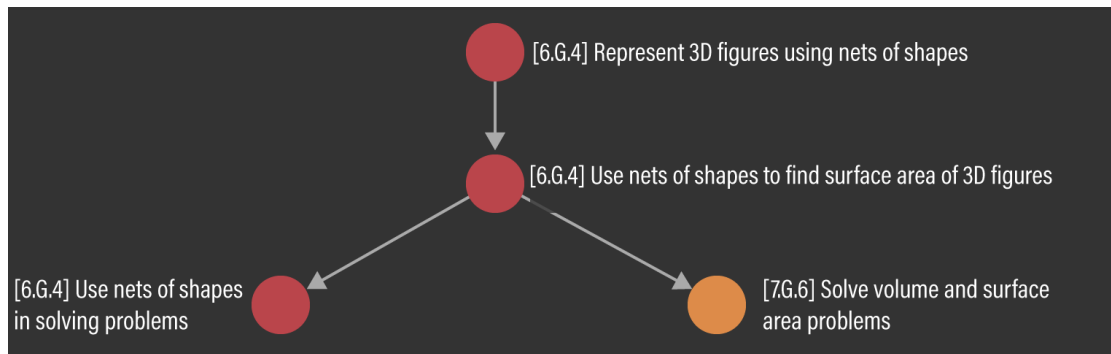 [6.G.4] Represent 3D figures using nets of shapes
[6.G.4] Use nets of shapes to find surface area of 3D figures
[6.G.4] Use nets of shapes
in solving problems
[7.G.6] Solve volume and surface
area problems